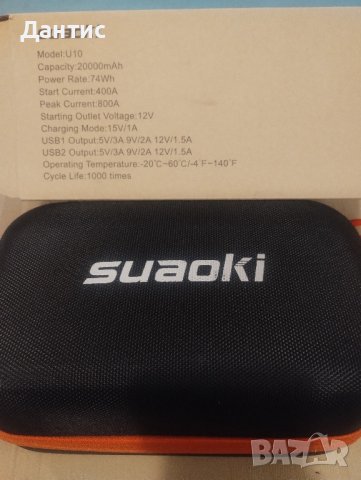 Дантис
Model:U10
Capacity:20000mAh
Power Rate:74Wh
Start Current:400A
Peak Current:800A
Starting Outlet Voltage:12V
Charging Mode:15V/1A
USB1 Output:5V/3A 9V/2A 12V/1.5A
USB2 Output:5V/3A 9V/2A 12V/1.5A
Operating Temperature:-20℃~60℃/-4℉~140℉
Cycle Life:1000 times
suaoki
BAZAR